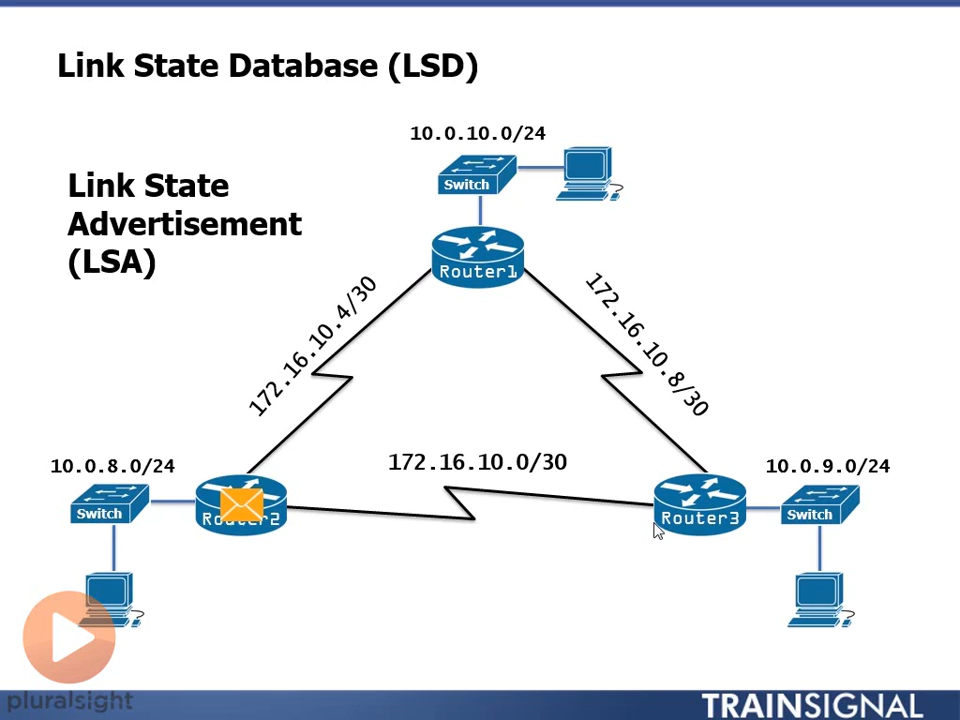 Link State Database (LSD)
10.0.10.0/24
Link State
Advertisement
(LSA)
Switch
Router1
172.16.10.4/30
172.16.10.8/30
10.0.8.0/24
172.16.10.0/30
10.0.9.0/24
Switch
Router2
Router3
Switch
pluralsight
TRAINSIGNAL